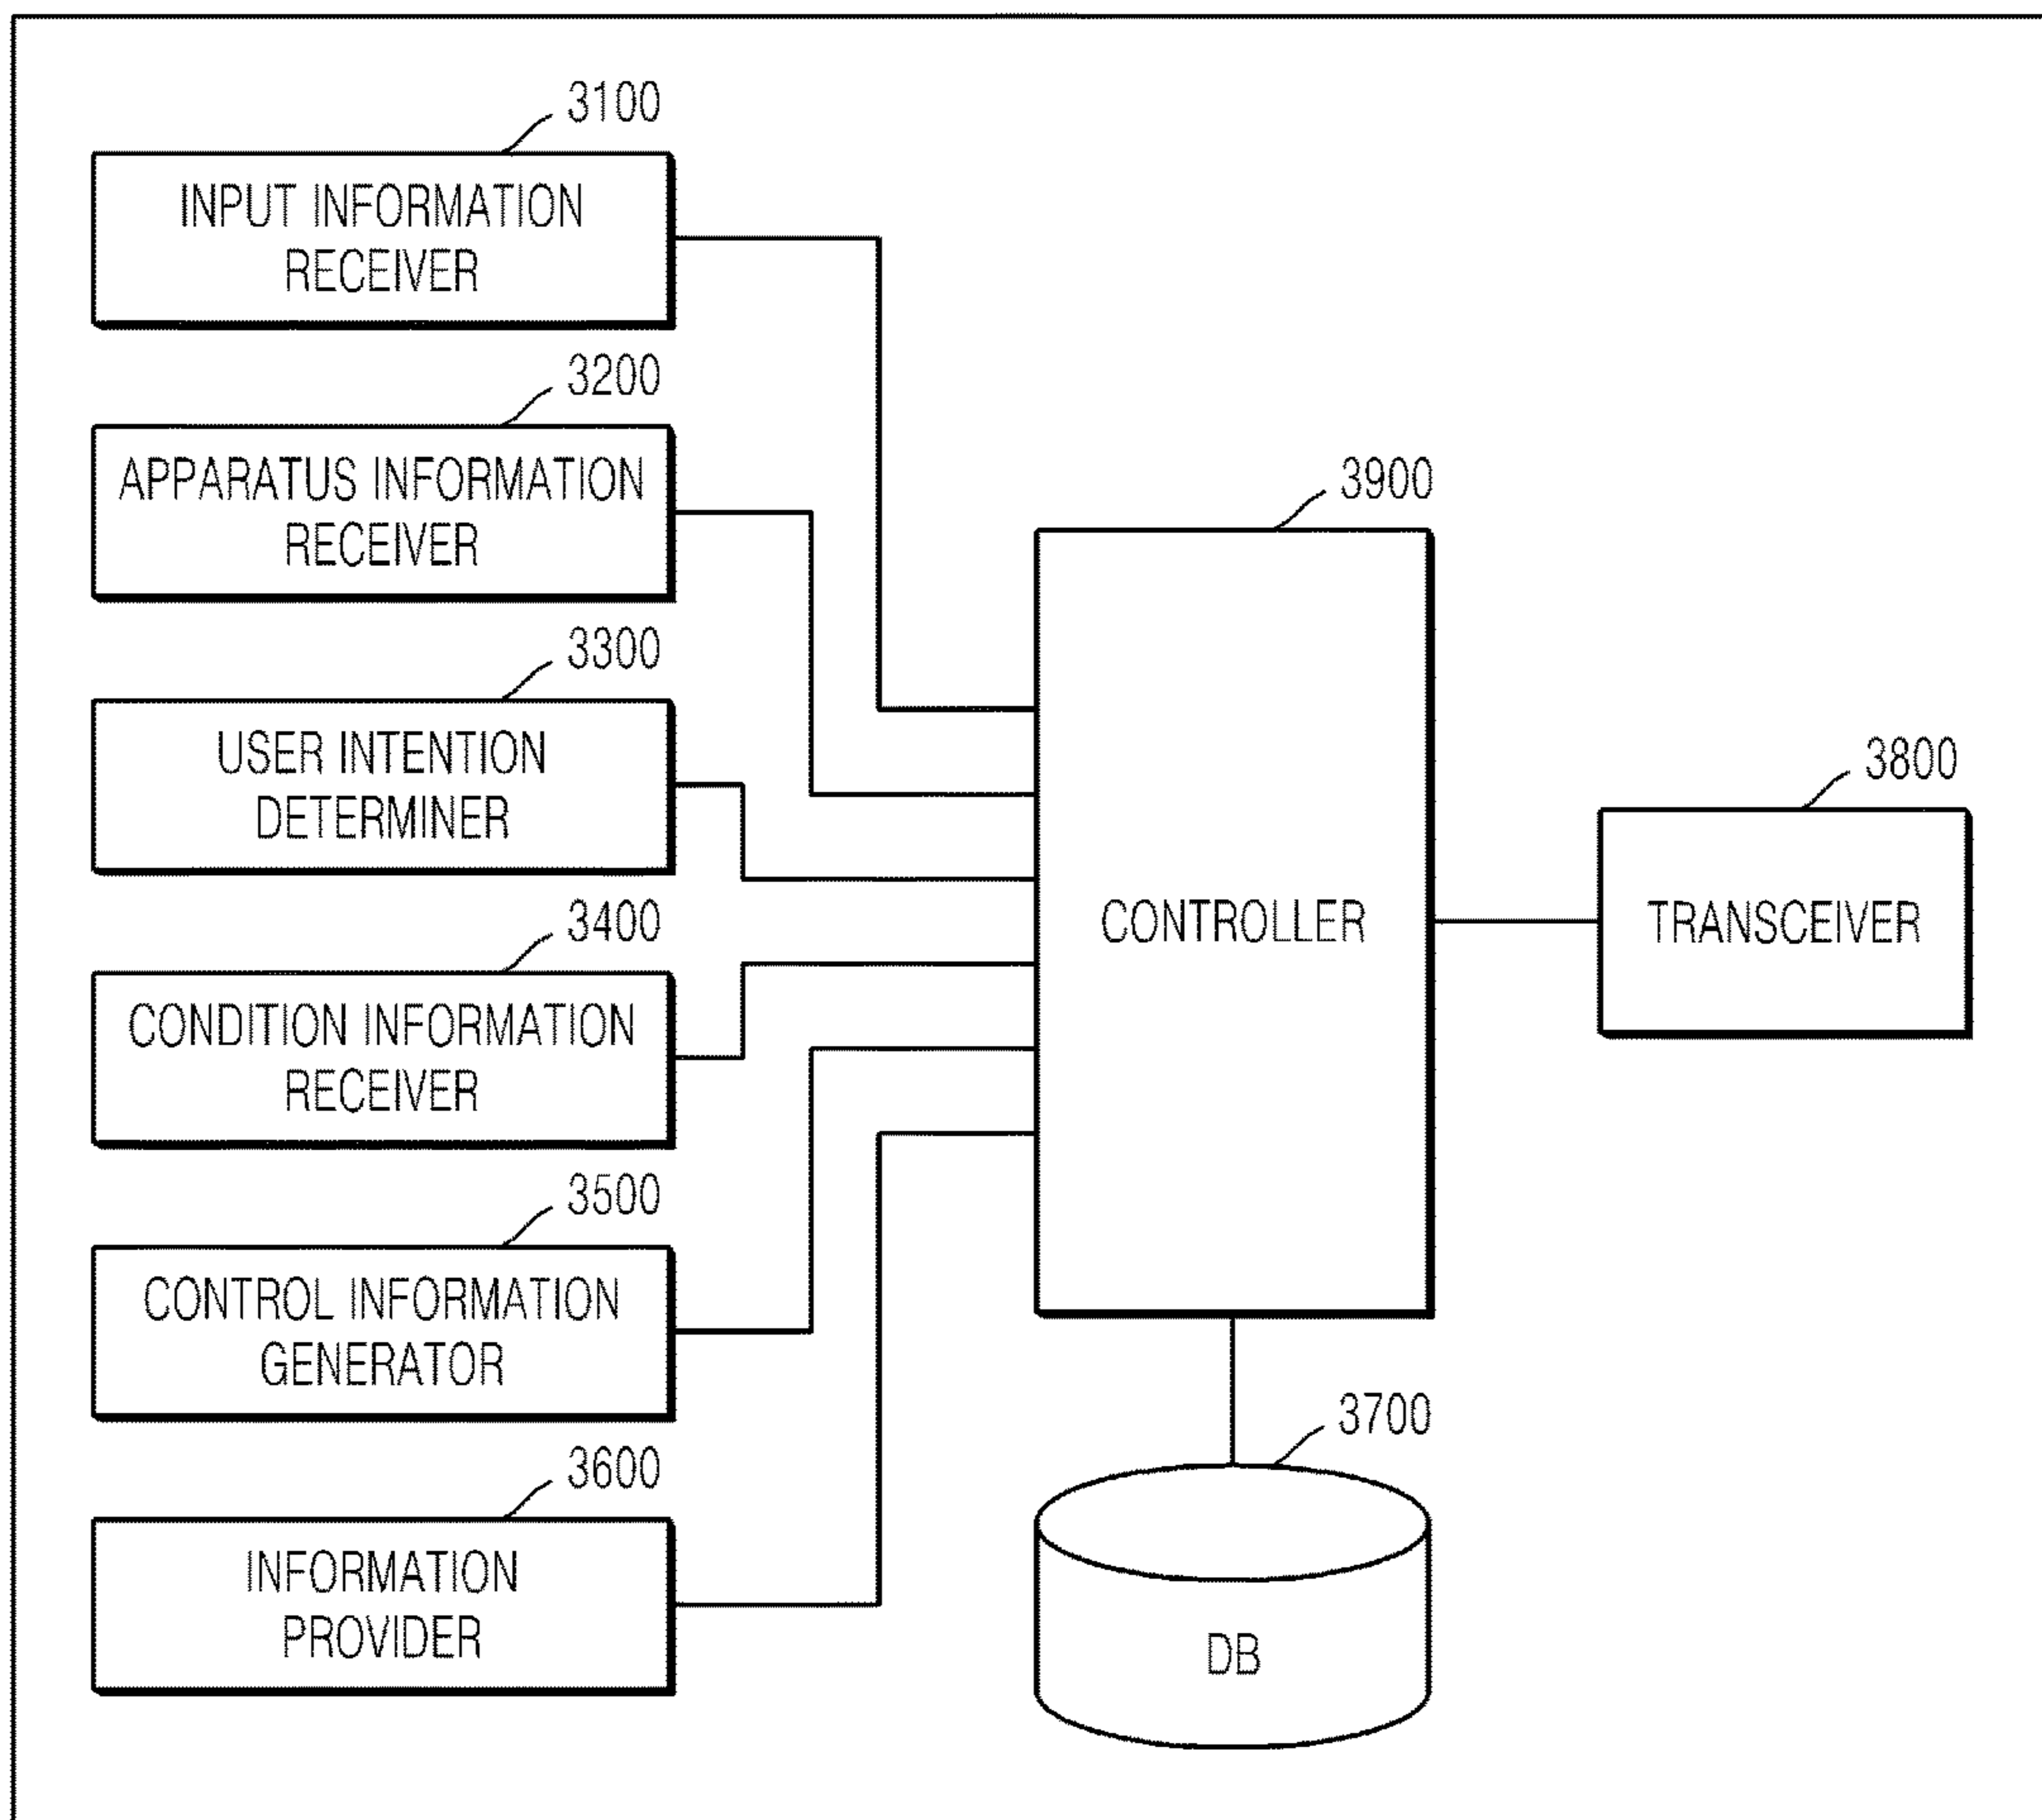 3100
INPUT INFORMATION
RECEIVER
3200
APPARATUS INFORMATION
RECEIVER
3300
USER INTENTION
DETERMINER
3400
CONDITION INFORMATION
RECEIVER
3500
CONTROL INFORMATION
GENERATOR
3600
INFORMATION
PROVIDER
3900
CONTROLLER
3700
DB
3800
TRANSCEIVER